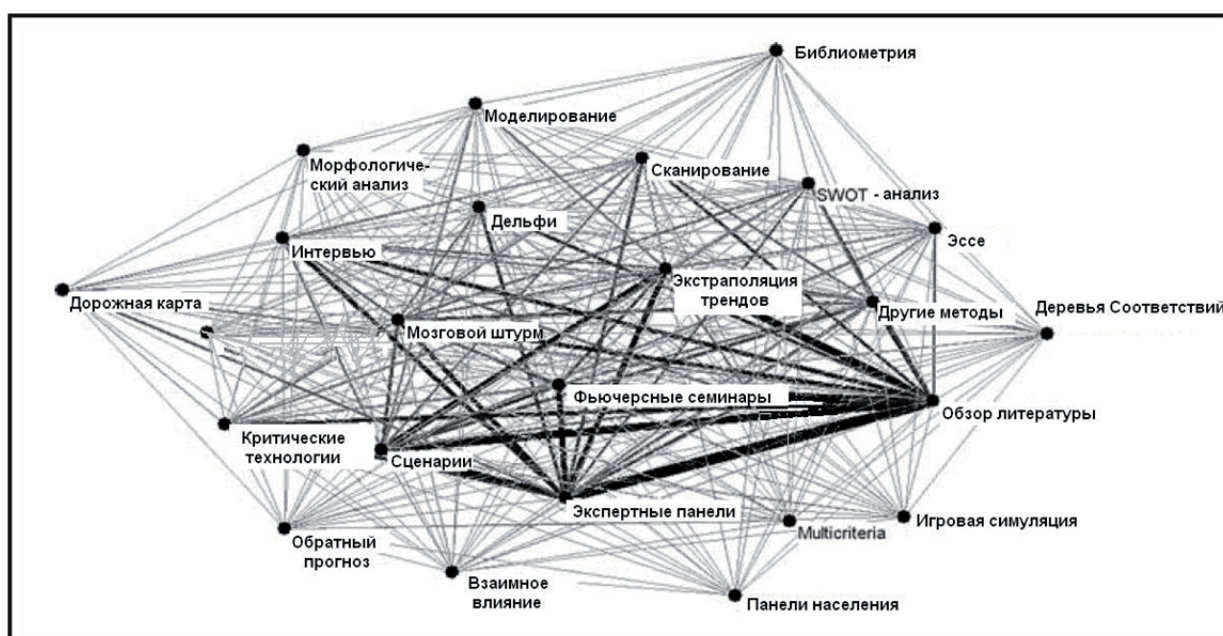 Библиометрия
Моделирование
Морфологиче-
ский анализ
Сканирование
SWOT - анализ
Дельфи
Эссе
Интервью
Экстраполяция
трендов
Дорожная карта
Другие методы
Деревья Соответствий
Мозговой штурм
Фьючерсные семинары
Обзор литературы
Критические
технологии
Сценарии
Экспертные панели
Игровая симуляция
Multicriteria
Обратный
прогноз
Взаимное
влияние
Панели населения